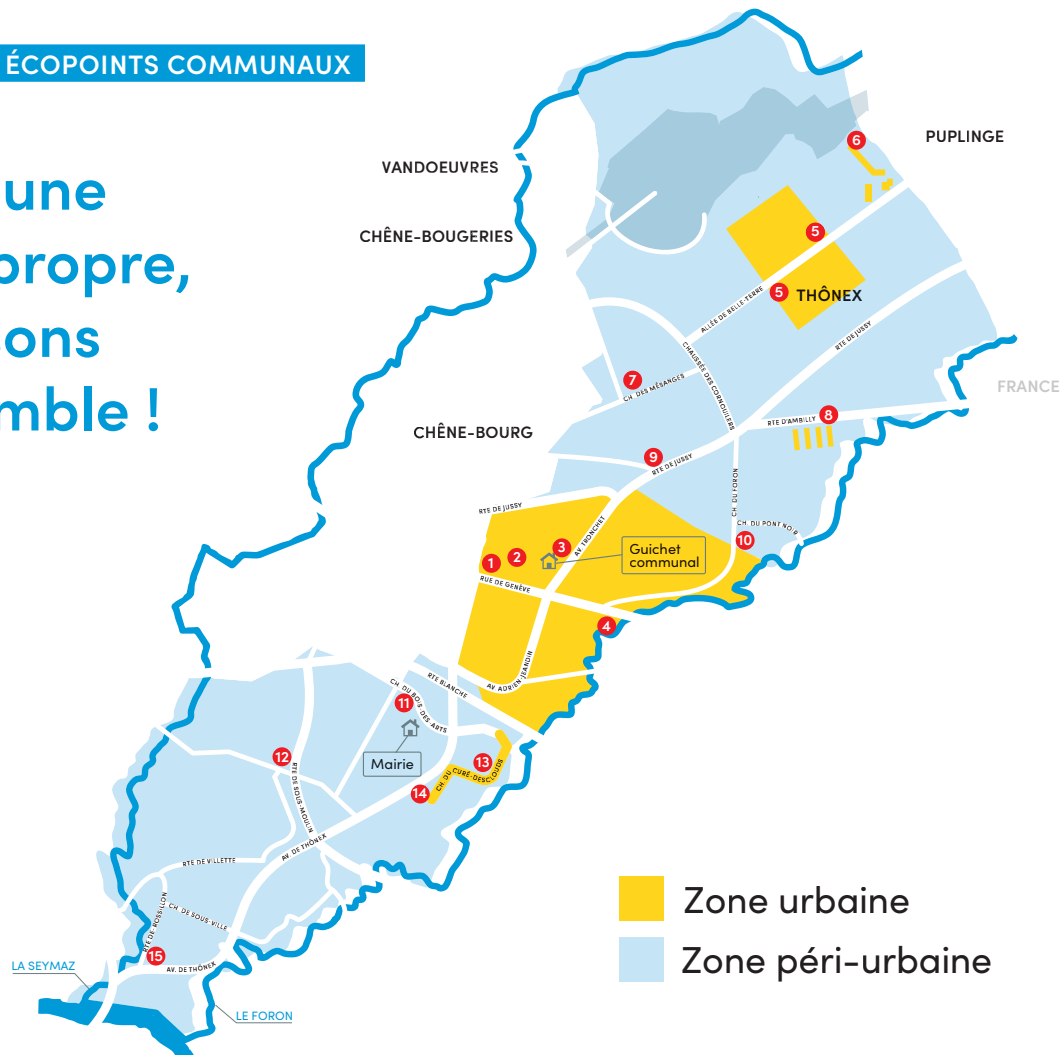 ÉCOPOINTS COMMUNAUX
une
propre,
ons
mble !
VANDOEUVRES
CHÊNE-BOUGERIES
PUPLINGE
6
5
5
THÔNEX
ALLÉE DE BELLE-TERRE
RTE DE JUSSY
CHAUSSÉE DES CORNOUILLERS
7
CH. DES MÉSANGES
FRANCE
CHÊNE-BOURG
RTE D'AMBILLY
8
9
RTE DE JUSSY
CH. DU FORON
CH. DU PONT NOIR
10
RTE DE JUSSY
AV. TRONCHET
1
2
3
Guichet
communal
RUE DE GENÈVE
4
AV. ADRIEN-JEANDIN
RTE BLANCHE
CH. DU BOIS-DES-ARTS
11
Mairie
12
RTE DE SOUS-MOULIN
13
CH. DU CURÉ-DESCLOUDS
14
AV. DE THÔNEX
RTE DE VILLETTE
RTE DE ROSSILLON
CH. DE SOUS-VILLE
15
AV. DE THÔNEX
LA SEYMAZ
LE FORON
Zone urbaine
Zone péri-urbaine